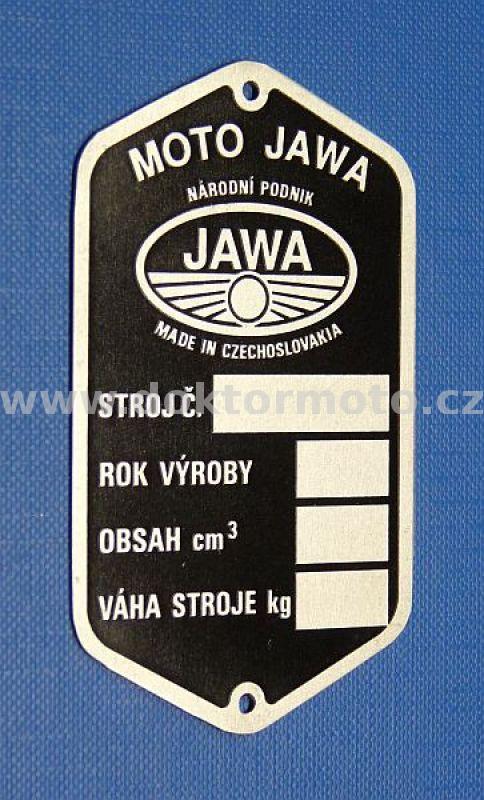 MOTO JAWA
NÁRODNÍ PODNIK
JAWA
MADE IN CZECHOSLOVAKIA
www.doktormoto.cz
STROJ Č.
ROK VÝROBY
OBSAH cm³
VÁHA STROJE kg